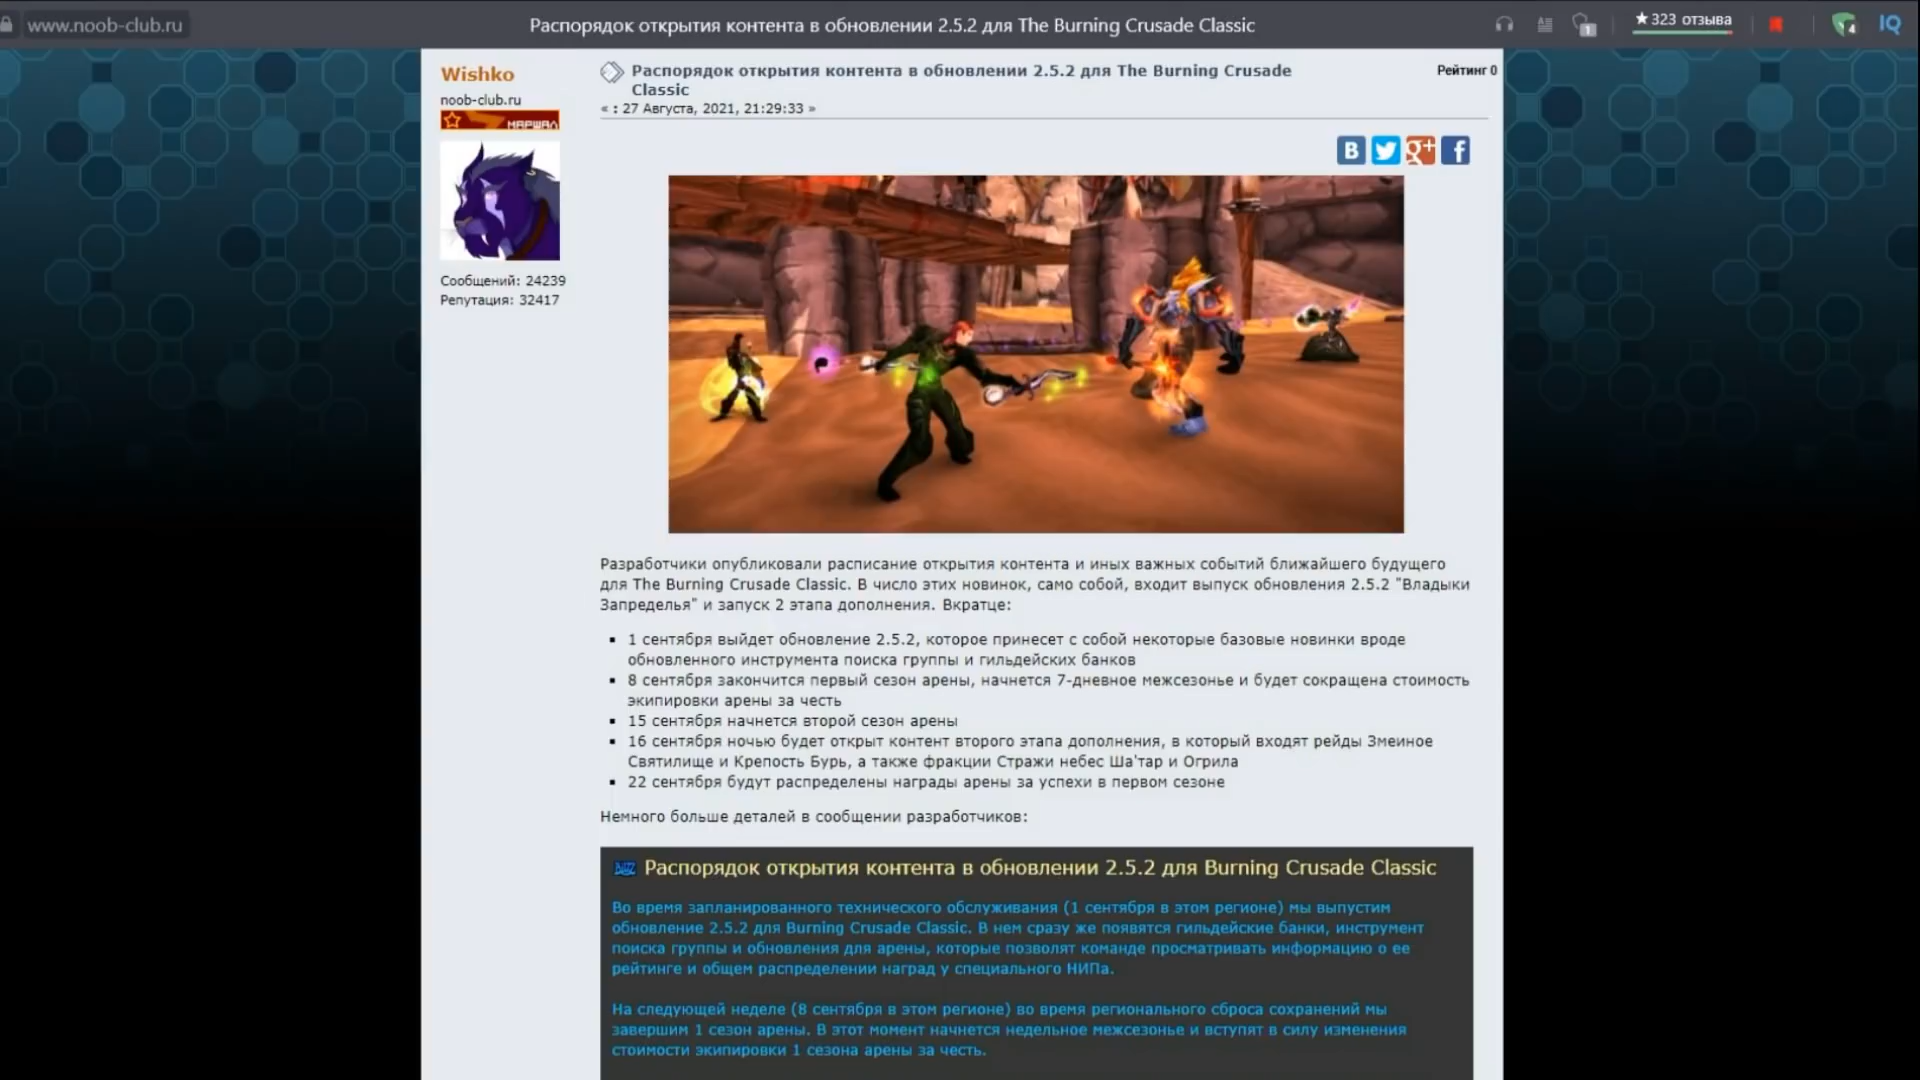 www.noob-club.ru
Распорядок открытия контента в обновлении 2.5.2 для The Burning Crusade Classic
1
★323 отзыва
4
IQ
Wishko
noob-club.ru
МАРШАЛ
Сообщений: 24239
Репутация: 32417
Распорядок открытия контента в обновлении 2.5.2 для The Burning Crusade
Classic
« : 27 Августа, 2021, 21:29:33 »
Рейтинг 0
B
g+
f
Разработчики опубликовали расписание открытия контента и иных важных событий ближайшего будущего
для The Burning Crusade Classic. В число этих новинок, само собой, входит выпуск обновления 2.5.2 "Владыки
Запределья" и запуск 2 этапа дополнения. Вкратце:
▪ 1 сентября выйдет обновление 2.5.2, которое принесет с собой некоторые базовые новинки вроде
обновленного инструмента поиска группы и гильдейских банков
▪ 8 сентября закончится первый сезон арены, начнется 7-дневное межсезонье и будет сокращена стоимость
экипировки арены за честь
▪ 15 сентября начнется второй сезон арены
▪ 16 сентября ночью будет открыт контент второго этапа дополнения, в который входят рейды Змеиное
Святилище и Крепость Бурь, а также фракции Стражи небес Ша'тар и Огрила
▪ 22 сентября будут распределены награды арены за успехи в первом сезоне
Немного больше деталей в сообщении разработчиков:
Распорядок открытия контента в обновлении 2.5.2 для Burning Crusade Classic
Во время запланированного технического обслуживания (1 сентября в этом регионе) мы выпустим
обновление 2.5.2 для Burning Crusade Classic. В нем сразу же появятся гильдейские банки, инструмент
поиска группы и обновления для арены, которые позволят команде просматривать информацию о ее
рейтинге и общем распределении наград у специального НИПа.
На следующей неделе (8 сентября в этом регионе) во время регионального сброса сохранений мы
завершим 1 сезон арены. В этот момент начнется недельное межсезонье и вступят в силу изменения
стоимости экипировки 1 сезона арены за честь.